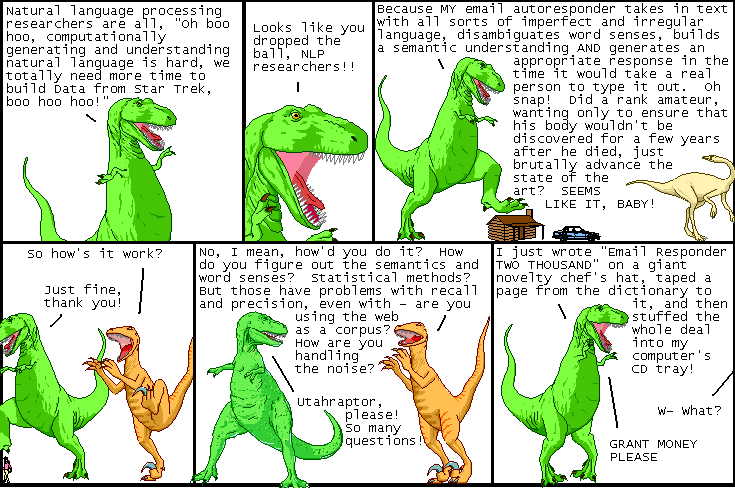 Natural language processing
researchers are all, "Oh boo
hoo, computationally
generating and understanding
natural language is hard, we
totally need more time to
build Data from Star Trek,
boo hoo hoo!"
Looks like you
dropped the
ball, NLP
researchers!!
Because MY email autoresponder takes in text
with all sorts of imperfect and irregular
language, disambiguates word senses, builds
a semantic understanding AND generates an
appropriate response in the
time it would take a real
person to type it out. Oh
snap! Did a rank amateur,
wanting only to ensure that
his body wouldn't be
discovered for a few years
after he died, just
brutally advance the
state of the
art? SEEMS
LIKE IT, BABY!
So how's it work?
Just fine,
thank you!
No, I mean, how'd you do it? How
do you figure out the semantics and
word senses? Statistical methods?
But those have problems with recall
and precision, even with - are you
using the web
as a corpus?
How are you
handling
the noise?
Utahraptor,
please!
So many
questions!
I just wrote "Email Responder
TWO THOUSAND" on a giant
novelty chef's hat, taped a
page from the dictionary to
it, and then
stuffed the
whole deal
into my
computer's
CD tray!
W- What?
GRANT MONEY
PLEASE